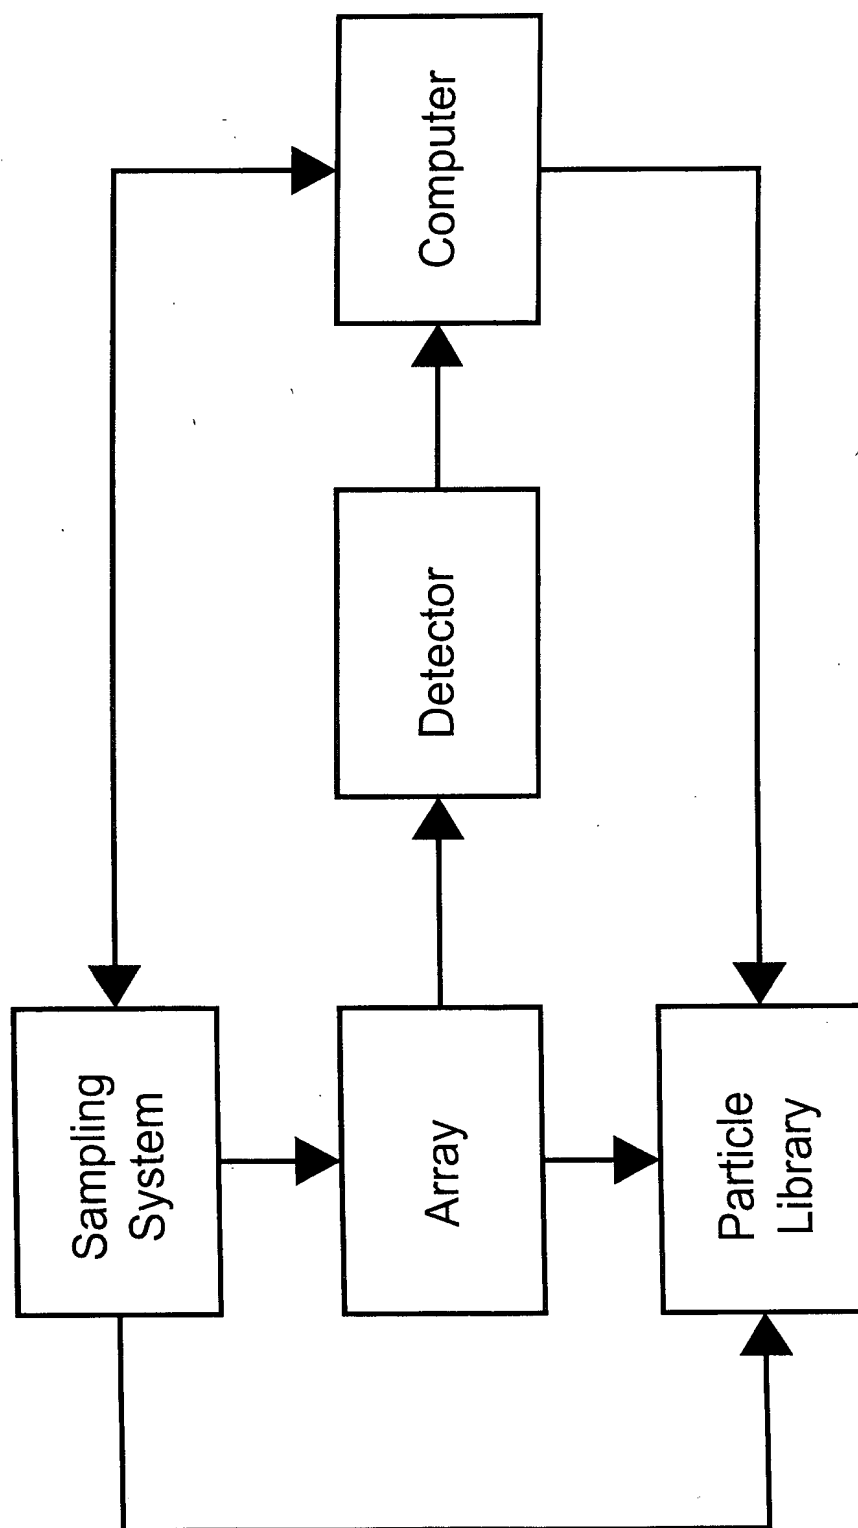 Sampling
System
Array
Particle
Library
Detector
Computer